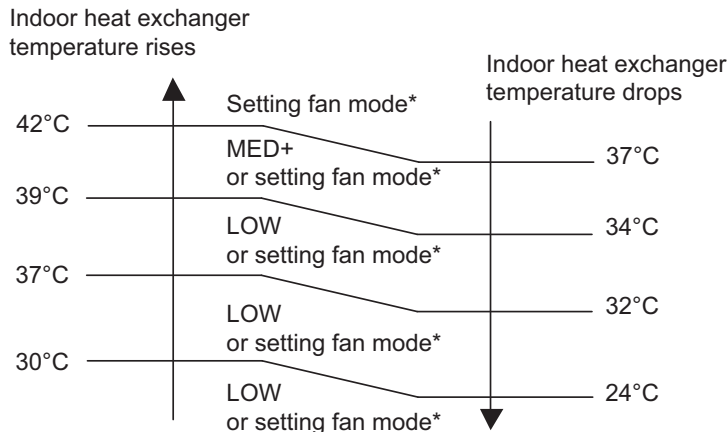 Indoor heat exchanger
temperature rises
Indoor heat exchanger
temperature drops
Setting fan mode*
42°C
MED+
or setting fan mode*
37°C
39°C
LOW
or setting fan mode*
34°C
37°C
LOW
or setting fan mode*
32°C
30°C
LOW
or setting fan mode*
24°C